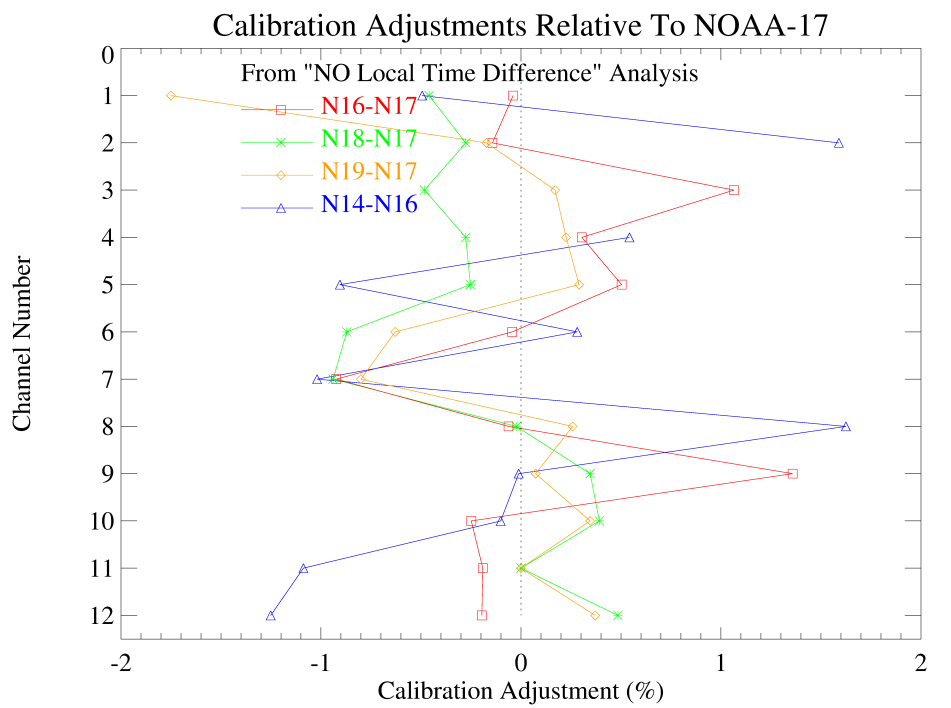 Calibration Adjustments Relative To NOAA-17
0
From "NO Local Time Difference" Analysis
1
N16-N17
2
N18-N17
N19-N17
3
N14-N16
4
5
6
7
8
9
10
11
12
Channel Number
-2 -1 0 1 2
Calibration Adjustment (%)